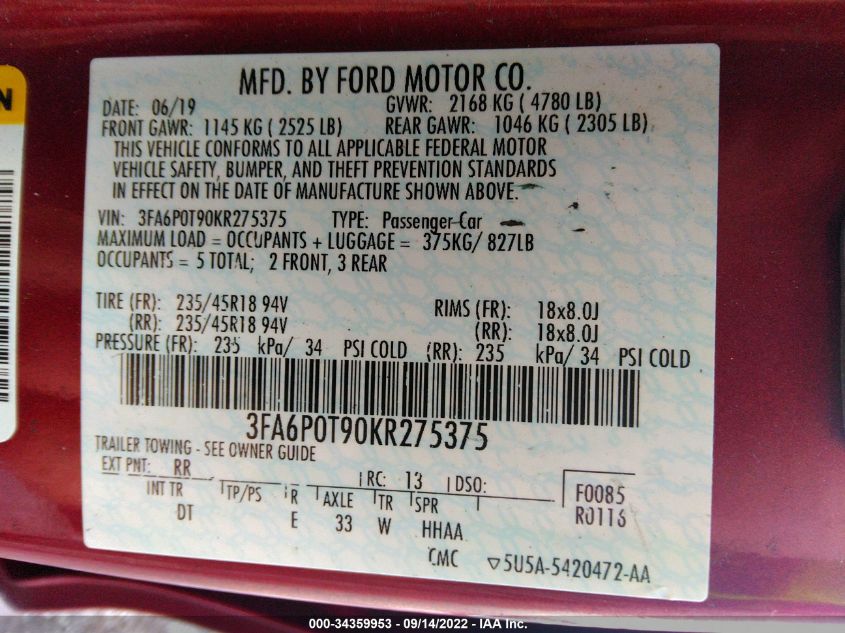 N
MFD. BY FORD MOTOR CO.
DATE: 06/19 GVWR: 2168 KG ( 4780 LB)
FRONT GAWR: 1145 KG ( 2525 LB) REAR GAWR: 1046 KG ( 2305 LB)
THIS VEHICLE CONFORMS TO ALL APPLICABLE FEDERAL MOTOR
VEHICLE SAFETY, BUMPER, AND THEFT PREVENTION STANDARDS
IN EFFECT ON THE DATE OF MANUFACTURE SHOWN ABOVE.
VIN: 3FA6P0T90KR275375 TYPE: Passenger-Car
MAXIMUM LOAD = OCCUPANTS + LUGGAGE = 375KG/ 827LB
OCCUPANTS = 5 TOTAL; 2 FRONT, 3 REAR
TIRE (FR): 235/45R18 94V RIMS (FR): 18x8.0J
(RR): 235/45R18 94V (RR): 18x8.0J
PRESSURE (FR): 235 kPa/ 34 PSI COLD (RR): 235 kPa/ 34 PSI COLD
3FA6P0T90KR275375
TRAILER TOWING - SEE OWNER GUIDE
EXT PNT: RR RC: 13 DSO:
INT TR TP/PS R AXLE TR SPR
DT E 33 W HHAA
F0085
R0116
CMC ▽5U5A-5420472-AA
000-34359953 - 09/14/2022 - IAA Inc.